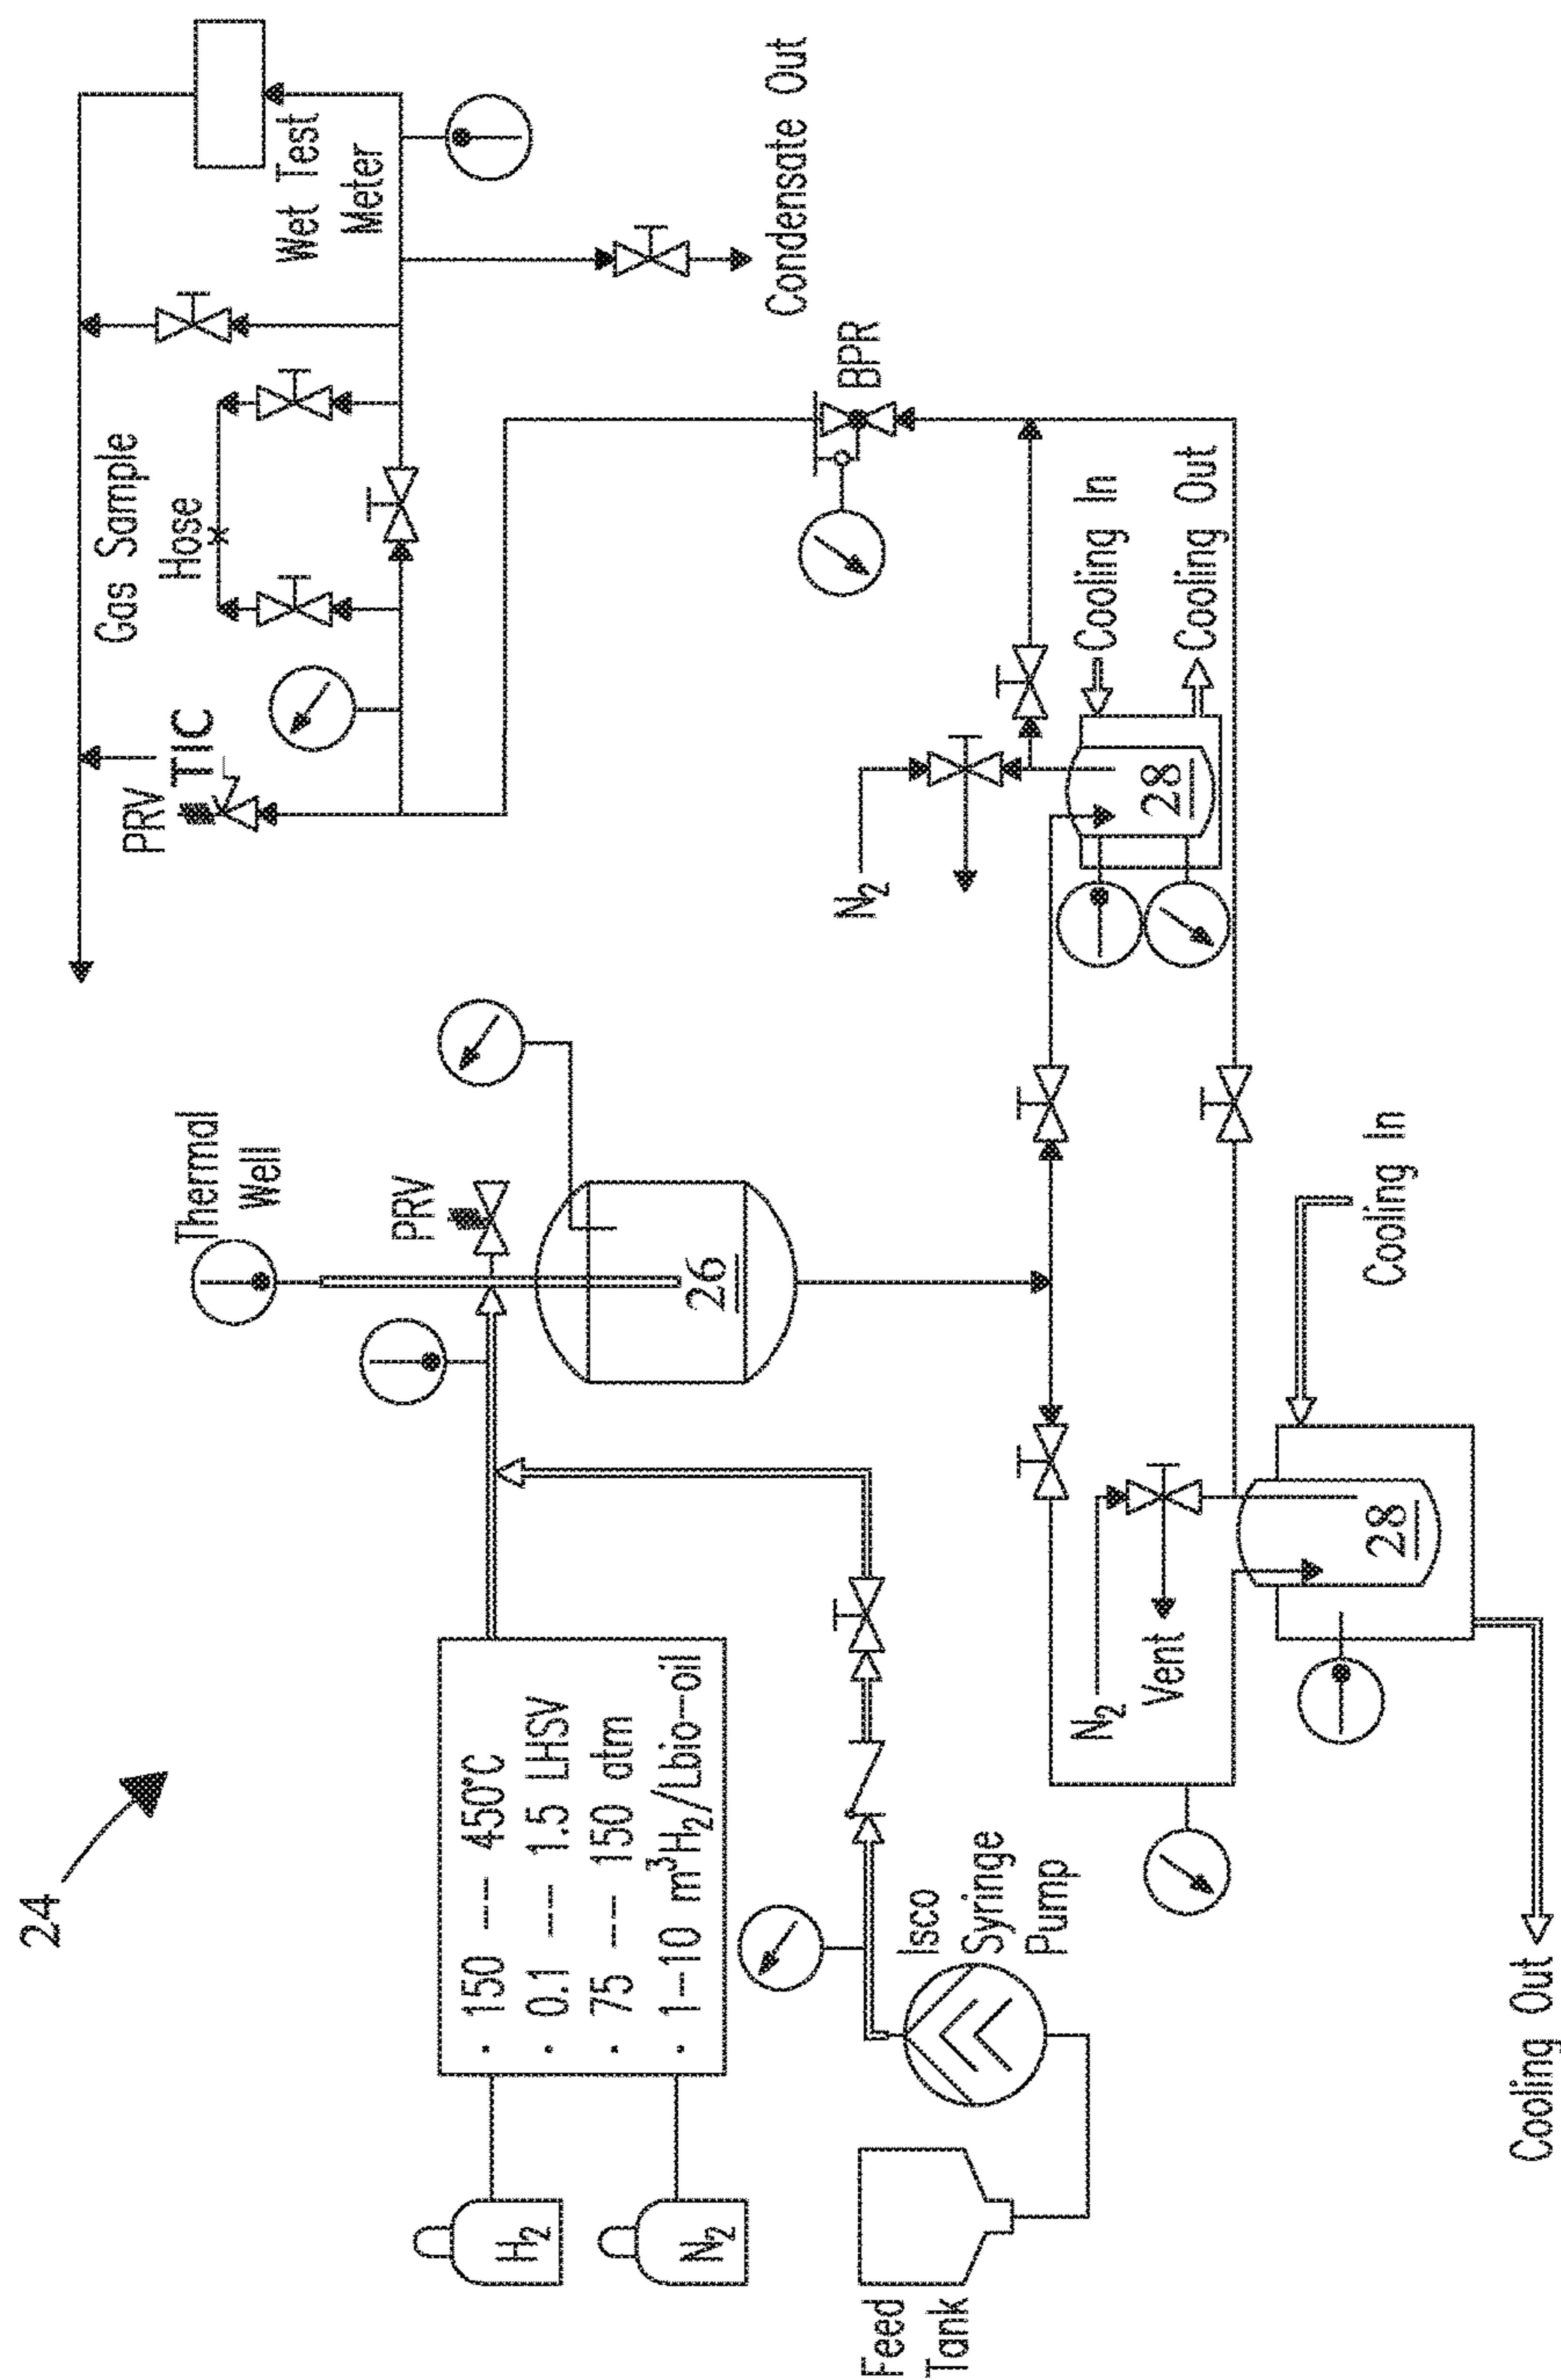 24
H₂
N₂
• 150 --- 450°C
• 0.1 --- 1.5 LHSV
• 75 --- 150 atm
• 1--10 m³H₂/Lbio-oil
Feed
Tank
Isco
Syringe
Pump
Thermal
Well
PRV
26
PRV
TIC
Gas Sample
Hose
Wet Test
Meter
Condensate Out
BPR
N₂
28
Cooling In
Cooling Out
N₂
Vent
28
Cooling In
Cooling Out